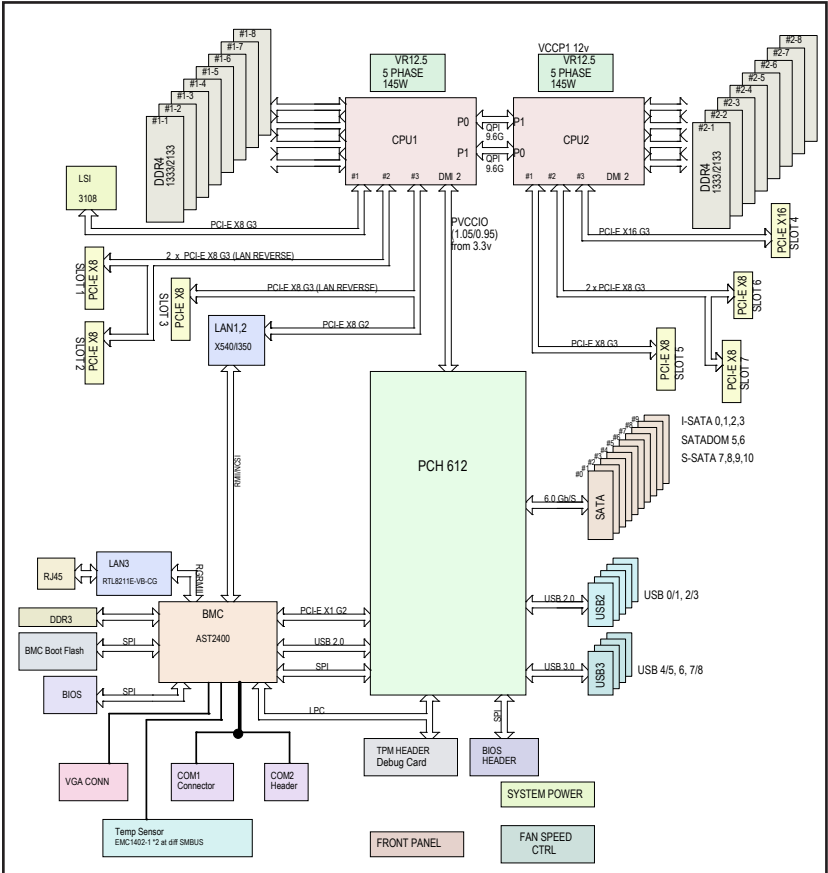 #1-8
#1-7
#1-6
#1-5
#1-4
#1-3
#1-2
#1-1
DDR4
1333/2133
VR12.5
5 PHASE
145W
VCCP1 12v
VR12.5
5 PHASE
145W
#2-8
#2-7
#2-6
#2-5
#2-4
#2-3
#2-2
#2-1
DDR4
1333/2133
CPU1
P0
P1
#1
#2
#3
DMI 2
QPI
9.6G
QPI
9.6G
P1
P0
CPU2
#1
#2
#3
DMI 2
LSI
3108
PCI-E X8 G3
2 x PCI-E X8 G3 (LAN REVERSE)
PCI-E X8 G3 (LAN REVERSE)
PCI-E X8 G2
PVCCIO
(1.05/0.95)
from 3.3v
PCI-E X16 G3
2 x PCI-E X8 G3
PCI-E X8 G3
SLOT 1
PCI-E X8
SLOT 2
PCI-E X8
SLOT 3
PCI-E X8
PCI-E X16
SLOT 4
PCI-E X8
SLOT 6
PCI-E X8
SLOT 5
PCI-E X8
SLOT 7
LAN1,2
X540/I350
RMII/NCSI
PCH 612
6.0 Gb/S
#9
#8
#7
#6
#5
#4
#3
#2
#1
#0
SATA
I-SATA 0,1,2,3
SATADOM 5,6
S-SATA 7,8,9,10
USB 2.0
USB2
USB 0/1, 2/3
USB 3.0
USB3
USB 4/5, 6, 7/8
RJ45
LAN3
RTL8211E-VB-CG
RGRMII
DDR3
BMC Boot Flash
SPI
BIOS
SPI
BMC
AST2400
PCI-E X1 G2
USB 2.0
SPI
LPC
SPI
TPM HEADER
Debug Card
BIOS
HEADER
VGA CONN
COM1
Connector
COM2
Header
Temp Sensor
EMC1402-1 *2 at diff SMBUS
SYSTEM POWER
FRONT PANEL
FAN SPEED
CTRL